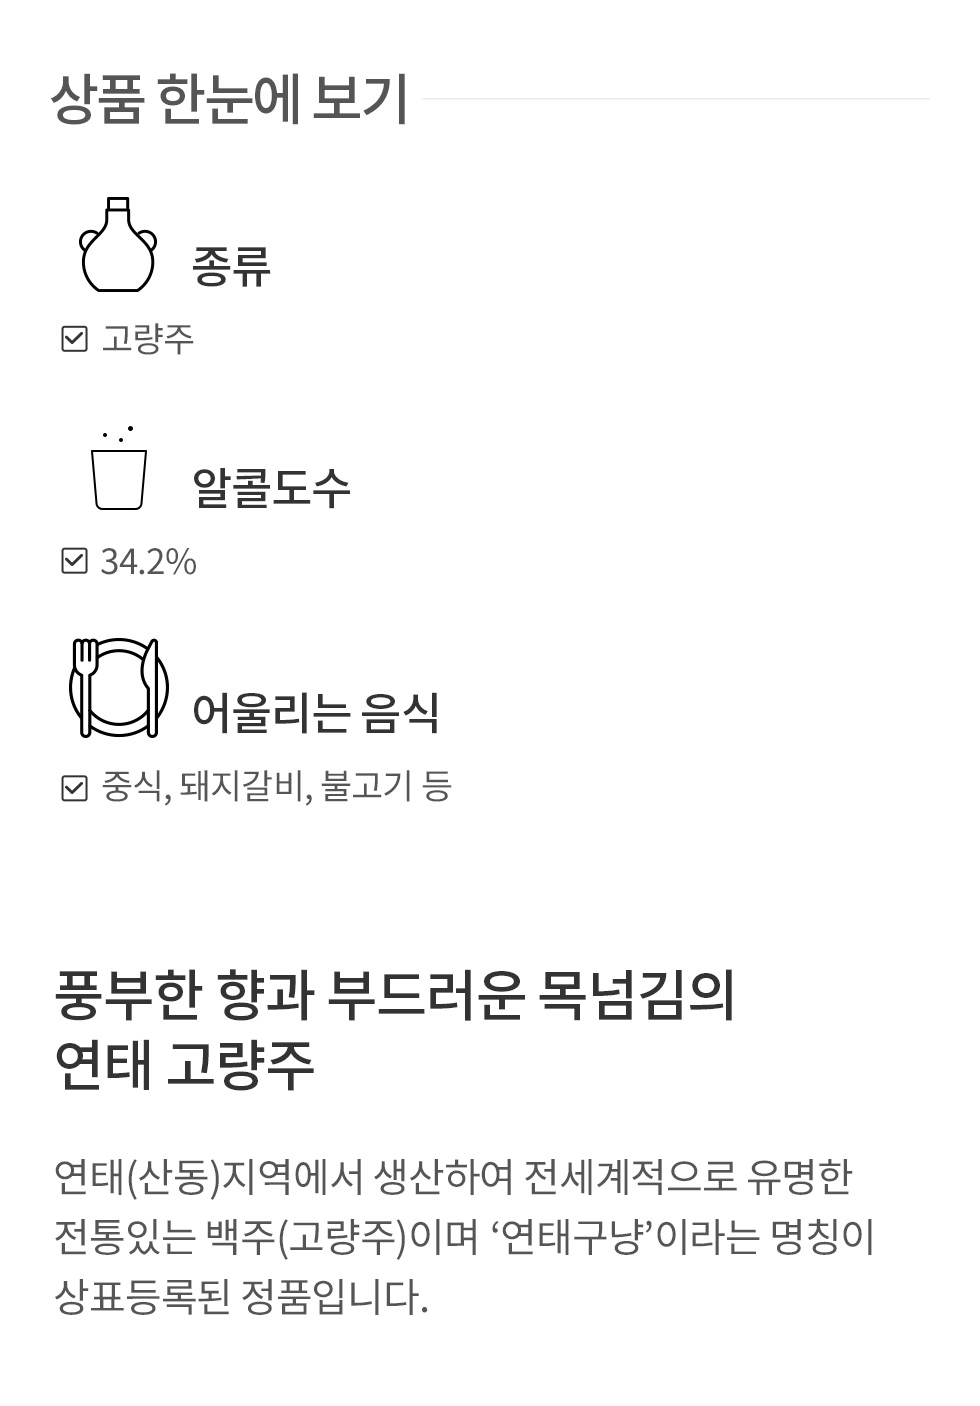 상품 한눈에 보기
종류
고량주
알콜도수
34.2%
어울리는 음식
중식, 돼지갈비, 불고기 등
풍부한 향과 부드러운 목넘김의
연태 고량주
연태(산동)지역에서 생산하여 전세계적으로 유명한
전통있는 백주(고량주)이며 ‘연태구냥’이라는 명칭이
상표등록된 정품입니다.